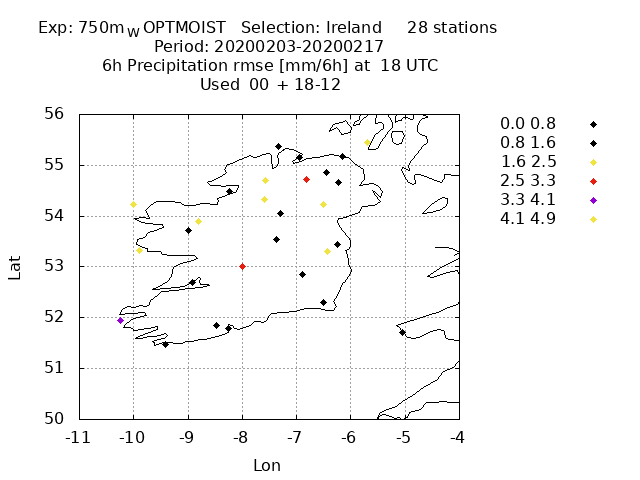 Exp: 750m_W OPTMOIST Selection: Ireland 28 stations
Period: 20200203-20200217
6h Precipitation rmse [mm/6h] at 18 UTC
Used 00 + 18-12
56
55
54
53
52
51
50
-11 -10 -9 -8 -7 -6 -5 -4
Lat
Lon
0.0 0.8
0.8 1.6
1.6 2.5
2.5 3.3
3.3 4.1
4.1 4.9